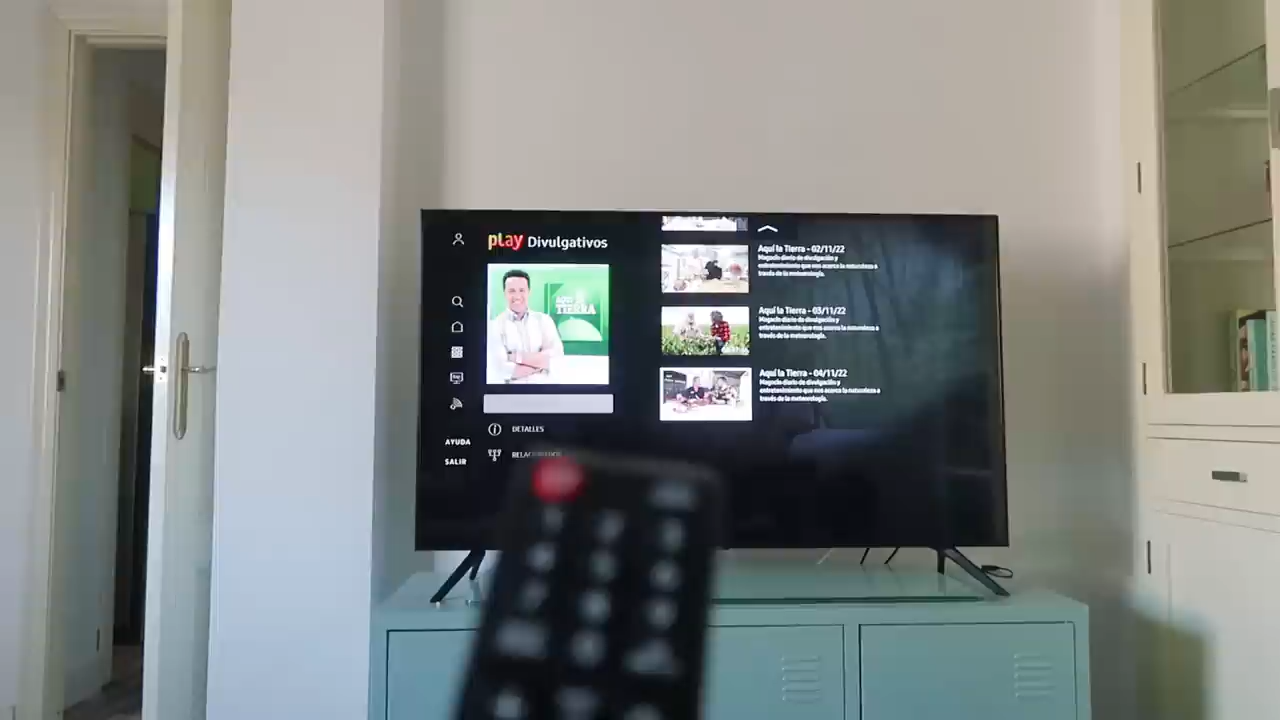 play Divulgativos
AQUÍ LA TIERRA
DETALLES
AYUDA
SALIR
Aquí la Tierra - 02/11/22
Magacín diario de divulgación y
entretenimiento que nos acerca la naturaleza a
través de la meteorología.
Aquí la Tierra - 03/11/22
Magacín diario de divulgación y
entretenimiento que nos acerca la naturaleza a
través de la meteorología.
Aquí la Tierra - 04/11/22
Magacín diario de divulgación y
entretenimiento que nos acerca la naturaleza a
través de la meteorología.